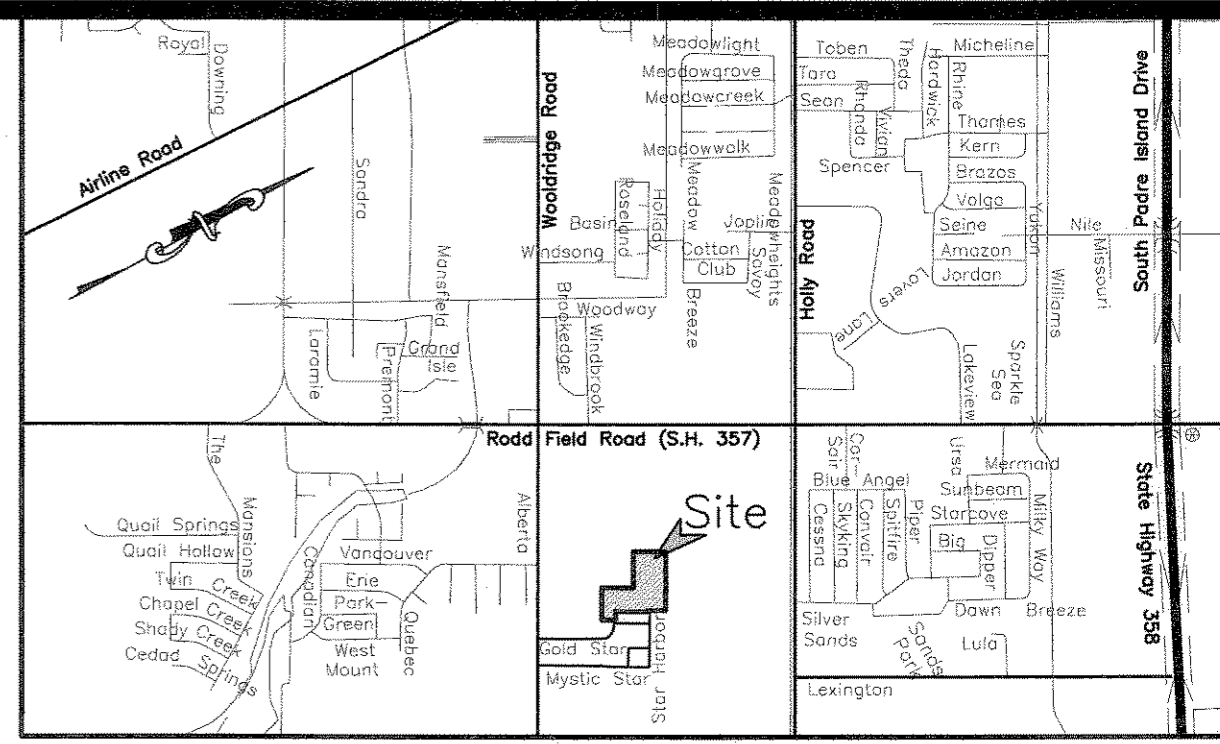 Royal
Downing
Airline Road
Sandra
Mansfield
Laramie
Premont
Grand
Isle
Wooldridge Road
Meadowlight
Meadowgrove
Meadowcreek
Meadowwalk
Roseland
Holiday
Meadow
Breeze
Meadowheights
Basin
Windsong
Joplin
Cotton
Club
Savoy
Woodway
Brookedge
Windbrook
Holly Road
Toben
Tara
Sean
Theda
Rhonda
Vivian
Spencer
Hardwick
Rhine
Micheline
Thames
Kern
Brazos
Volga
Seine
Amazon
Jordan
Yukon
Nile
Missouri
Williams
Lovers
Lane
Lakeview
Sparkle
Sea
South Padre Island Drive
Rodd Field Road (S.H. 357)
The
Mansions
Quail Springs
Quail Hollow
Twin Creek
Chapel Creek
Shady Creek
Cedad Springs
Canadian
Vandouver
Erie
Park-
Green
West
Mount
Quebec
Alberta
Site
Gold Star
Mystic Star
Star Harbor
Cor-
Sair
Blue Angel
Cessna
Skyking
Convair
Spitfire
Piper
Ursa
Mermaid
Sunbeam
Starcove
Big
Dipper
Milky Way
Dawn Breeze
Silver
Sands
Sands
Park
Lula
Lexington
State Highway 358